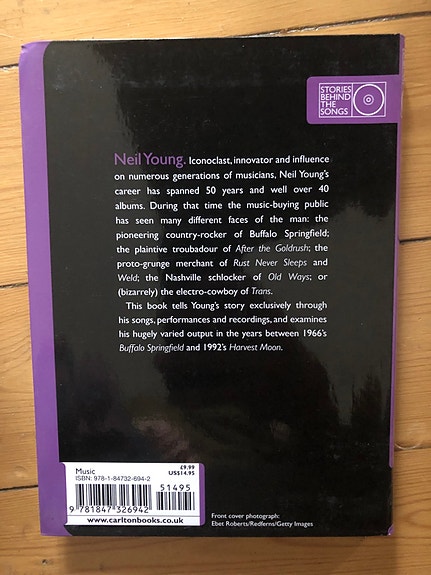 STORIES
BEHIND
THE
SONGS
Neil Young. Iconoclast, innovator and influence
on numerous generations of musicians, Neil Young's
career has spanned 50 years and well over 40
albums. During that time the music-buying public
has seen many different faces of the man: the
pioneering country-rocker of Buffalo Springfield;
the plaintive troubadour of After the Goldrush; the
proto-grunge merchant of Rust Never Sleeps and
Weld; the Nashville schlocker of Old Ways; or
(bizarrely) the electro-cowboy of Trans.
This book tells Young's story exclusively through
his songs, performances and recordings, and examines
his hugely varied output in the years between 1966's
Buffalo Springfield and 1992's Harvest Moon.
Music
£9.99
US$14.95
ISBN: 978-1-84732-694-2
51495
9 781847 326942
www.carltonbooks.co.uk
Front cover photograph:
Ebet Roberts/Redferns/Getty Images